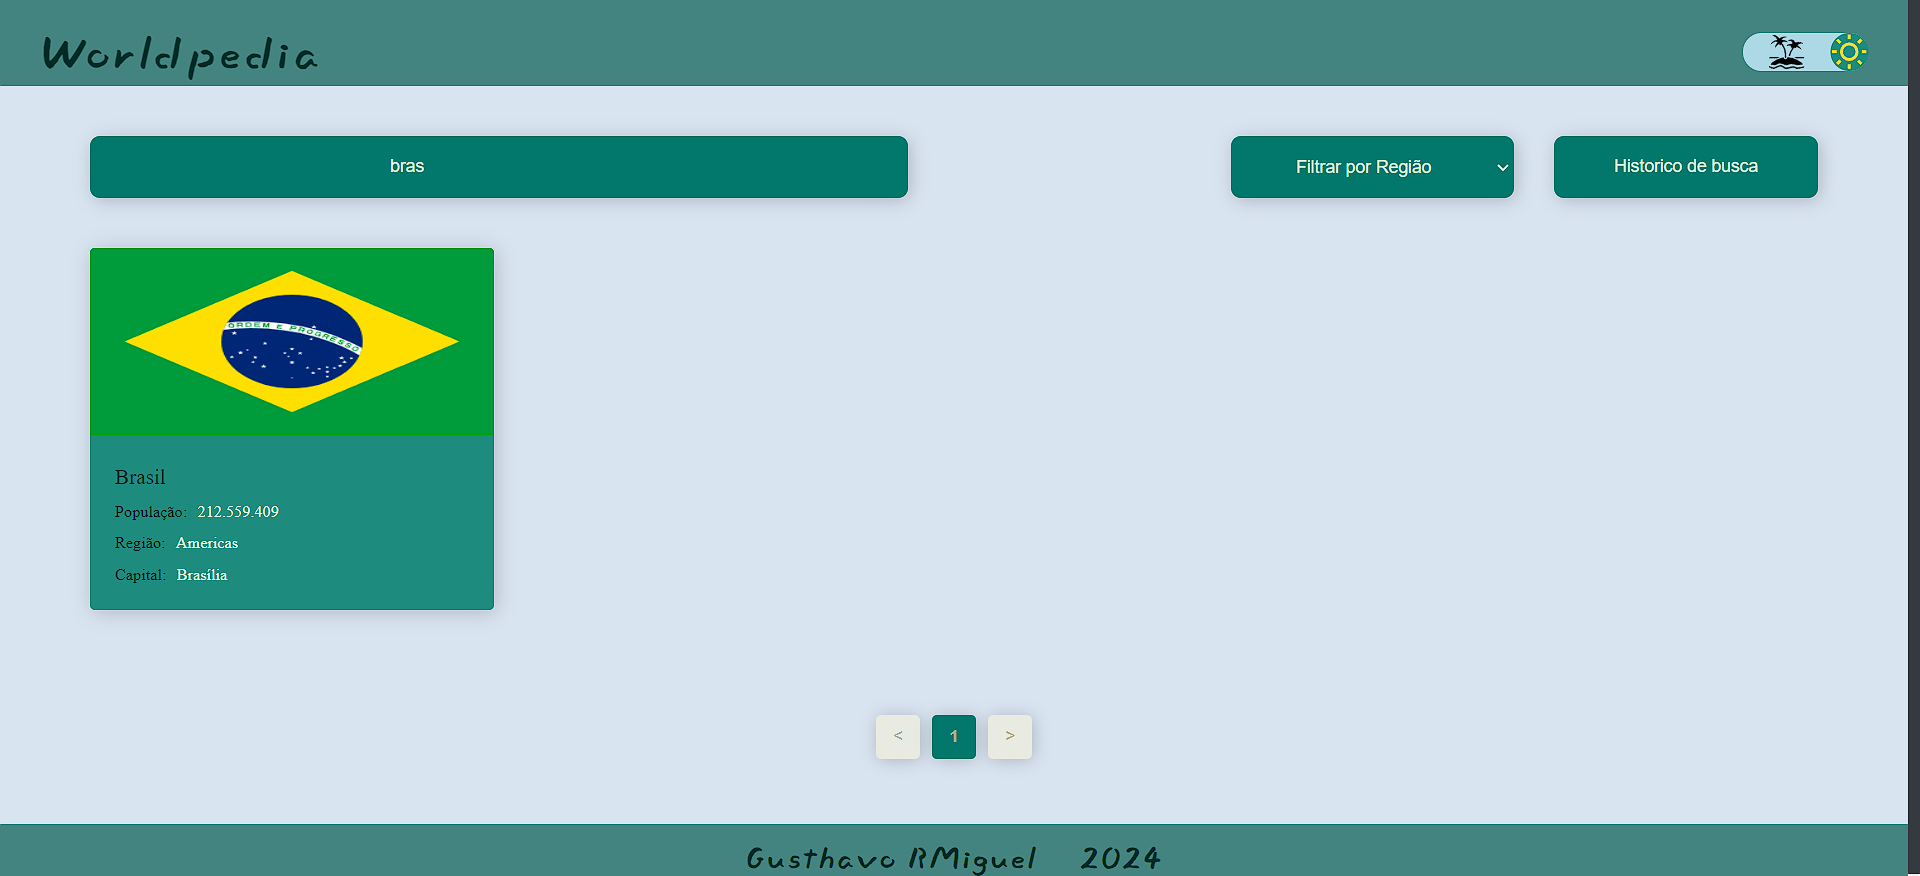 Worldpedia
bras
Filtrar por Região
Historico de busca
ORDEM E PROGRESSO
Brasil
População: 212.559.409
Região: Americas
Capital: Brasília
< 1 >
Gusthavo RMiguel 2024